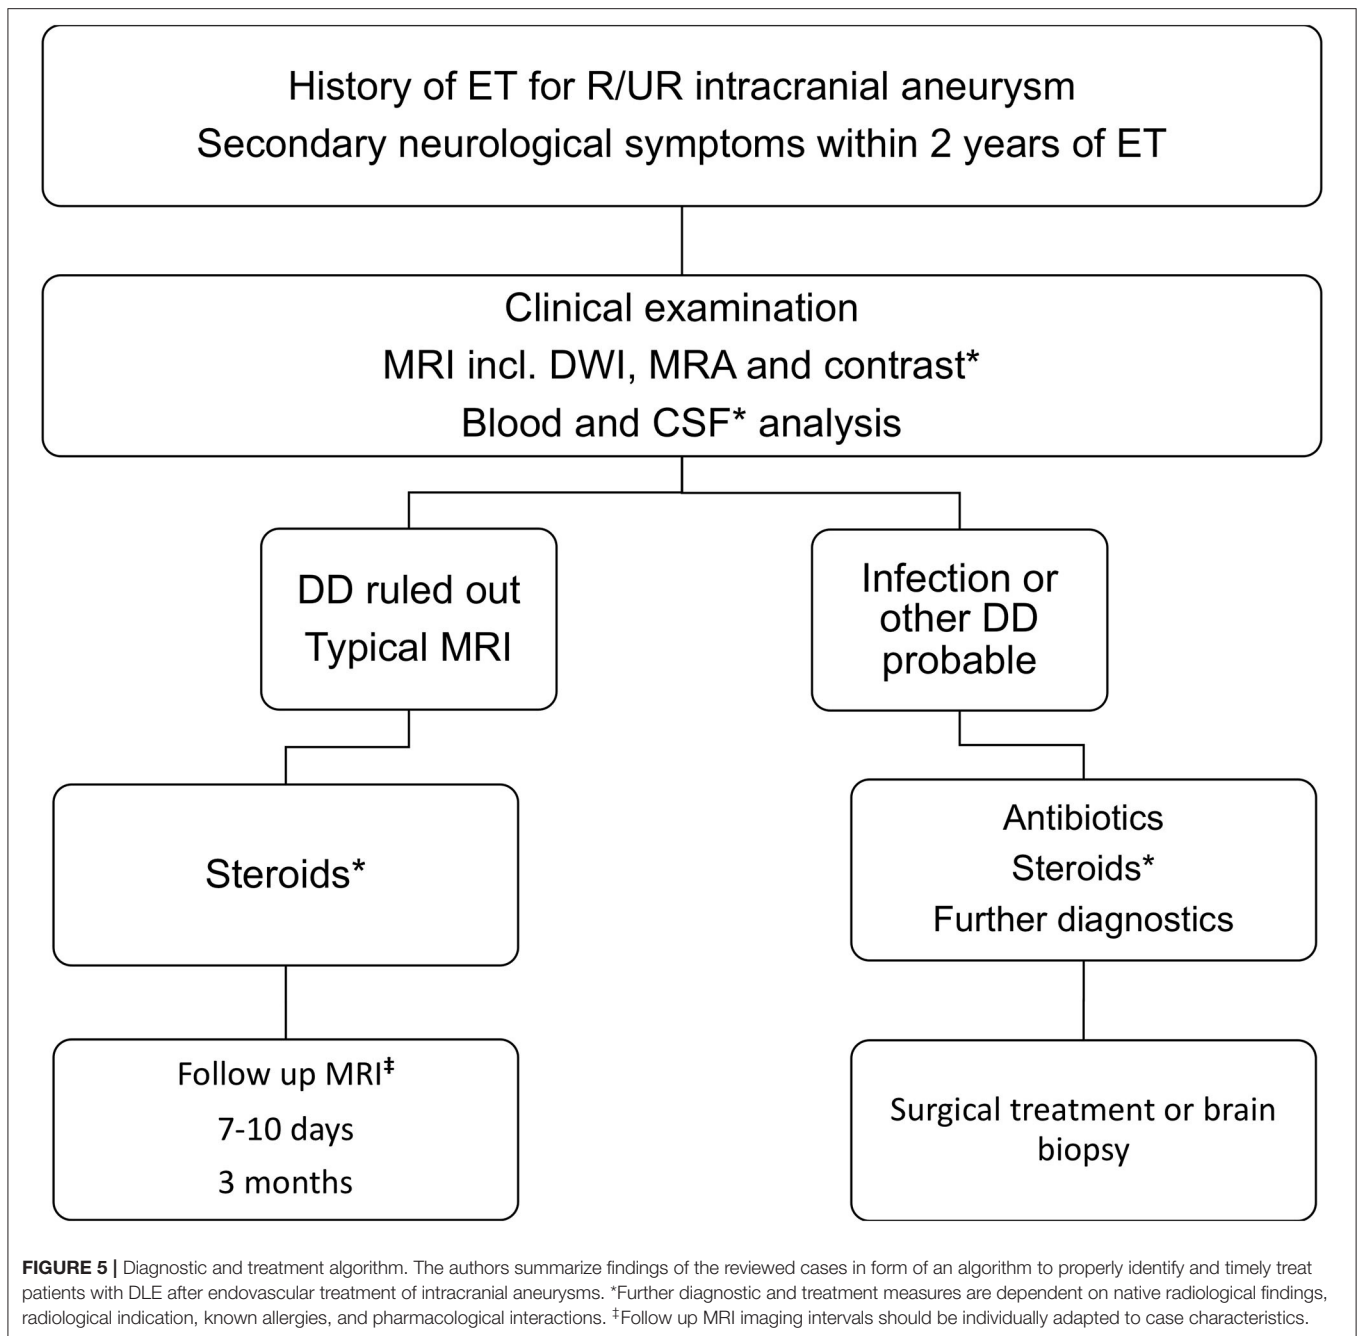 History of ET for R/UR intracranial aneurysm
Secondary neurological symptoms within 2 years of ET
Clinical examination
MRI incl. DWI, MRA and contrast*
Blood and CSF* analysis
DD ruled out
Typical MRI
Infection or
other DD
probable
Steroids*
Antibiotics
Steroids*
Further diagnostics
Follow up MRI‡
7-10 days
3 months
Surgical treatment or brain
biopsy
FIGURE 5 | Diagnostic and treatment algorithm. The authors summarize findings of the reviewed cases in form of an algorithm to properly identify and timely treat
patients with DLE after endovascular treatment of intracranial aneurysms. *Further diagnostic and treatment measures are dependent on native radiological findings,
radiological indication, known allergies, and pharmacological interactions. ‡Follow up MRI imaging intervals should be individually adapted to case characteristics.